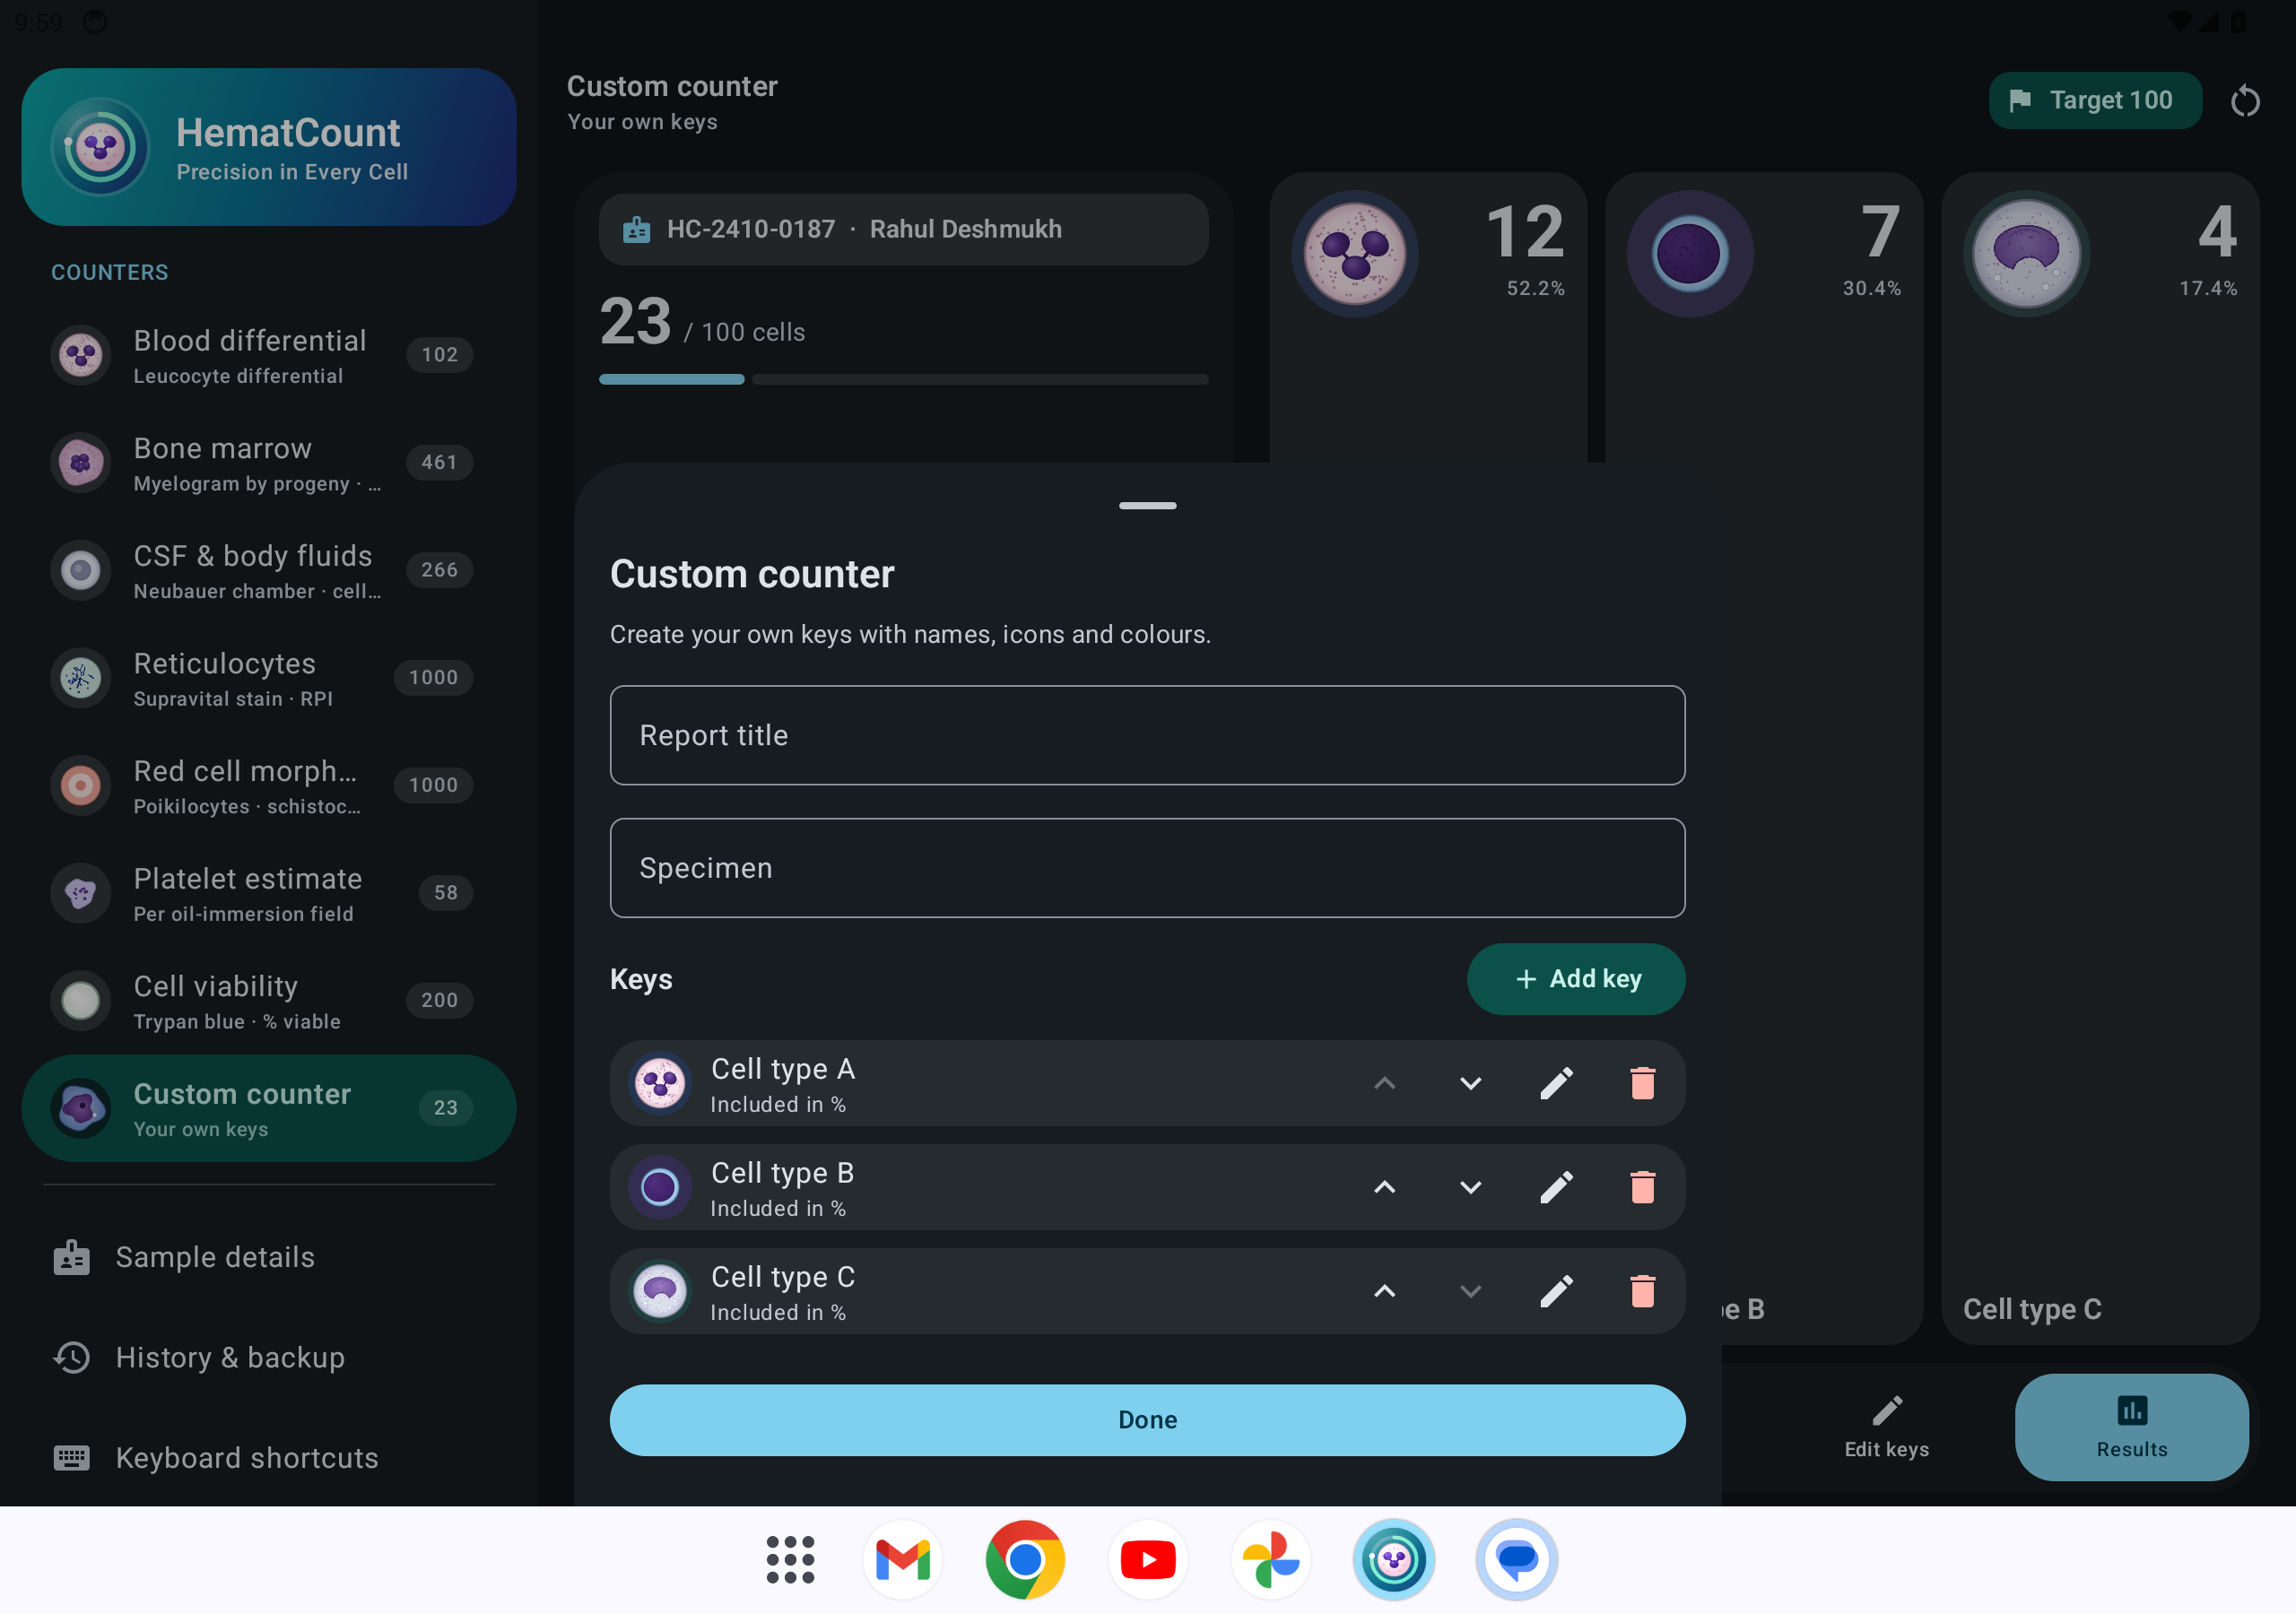 9:59
HematCount
Precision in Every Cell
COUNTERS
Blood differential
Leucocyte differential
102
Bone marrow
Myelogram by progeny · …
461
CSF & body fluids
Neubauer chamber · cell…
266
Reticulocytes
Supravital stain · RPI
1000
Red cell morph…
Poikilocytes · schistoc…
1000
Platelet estimate
Per oil-immersion field
58
Cell viability
Trypan blue · % viable
200
Custom counter
Your own keys
23
Sample details
History & backup
Keyboard shortcuts
Custom counter
Your own keys
Target 100
HC-2410-0187 · Rahul Deshmukh
23 / 100 cells
12
52.2%
7
30.4%
4
17.4%
Custom counter
Create your own keys with names, icons and colours.
Report title
Specimen
Keys
+ Add key
Cell type A
Included in %
Cell type B
Included in %
Cell type C
Included in %
Done
pe B
Cell type C
Edit keys
Results